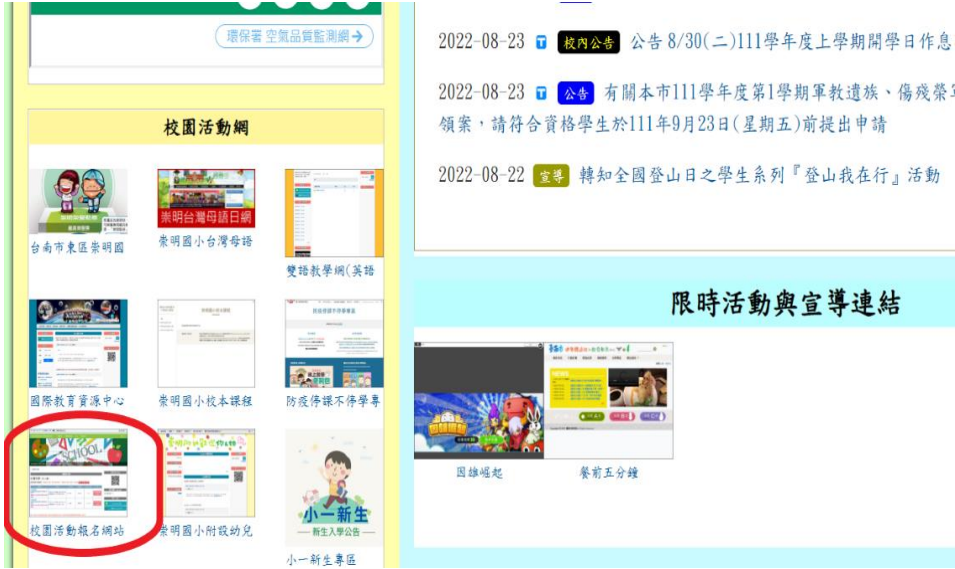 環保署 空氣品質監測網→
校園活動網
台南市東區崇明國
崇明台灣母語日網
崇明國小台灣母語
雙語教學網(英語
國際教育資源中心
崇明國小校本課程
防疫停課不停學專
SCHOOL
校園活動報名網站
崇明國小附設幼兒
小一新生
新生入學公告
小一新生專區
2022-08-23 校內公告 公告 8/30(二)111學年度上學期開學日作息
2022-08-23 公告 有關本市111學年度第1學期軍教遺族、傷殘榮軍
領案,請符合資格學生於111年9月23日(星期五)前提出申請
2022-08-22 宣導 轉知全國登山日之學生系列『登山我在行』活動
限時活動與宣導連結
因雄崛起
餐前五分鐘